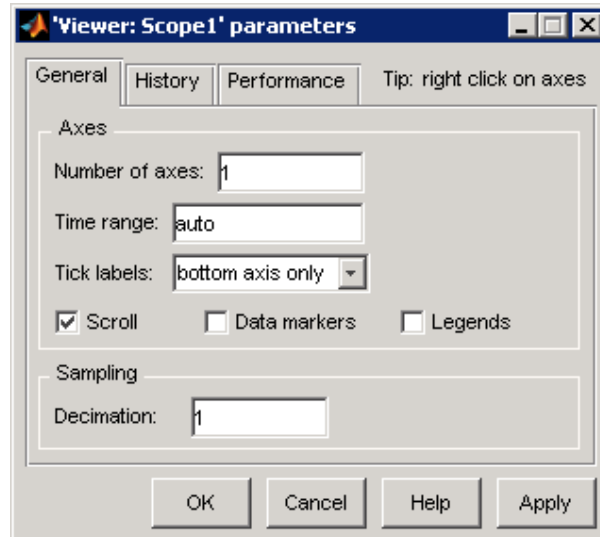 'Viewer: Scope1' parameters
General History Performance Tip: right click on axes
Axes
Number of axes: 1
Time range: auto
Tick labels: bottom axis only
Scroll Data markers Legends
Sampling
Decimation: 1
OK Cancel Help Apply